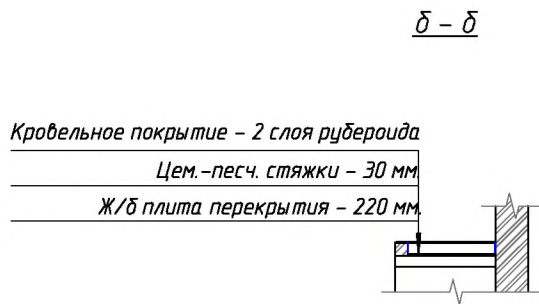 б – б
Кровельное покрытие – 2 слоя рубероида
Цем.-песч. стяжки – 30 мм.
Ж/б плита перекрытия – 220 мм.